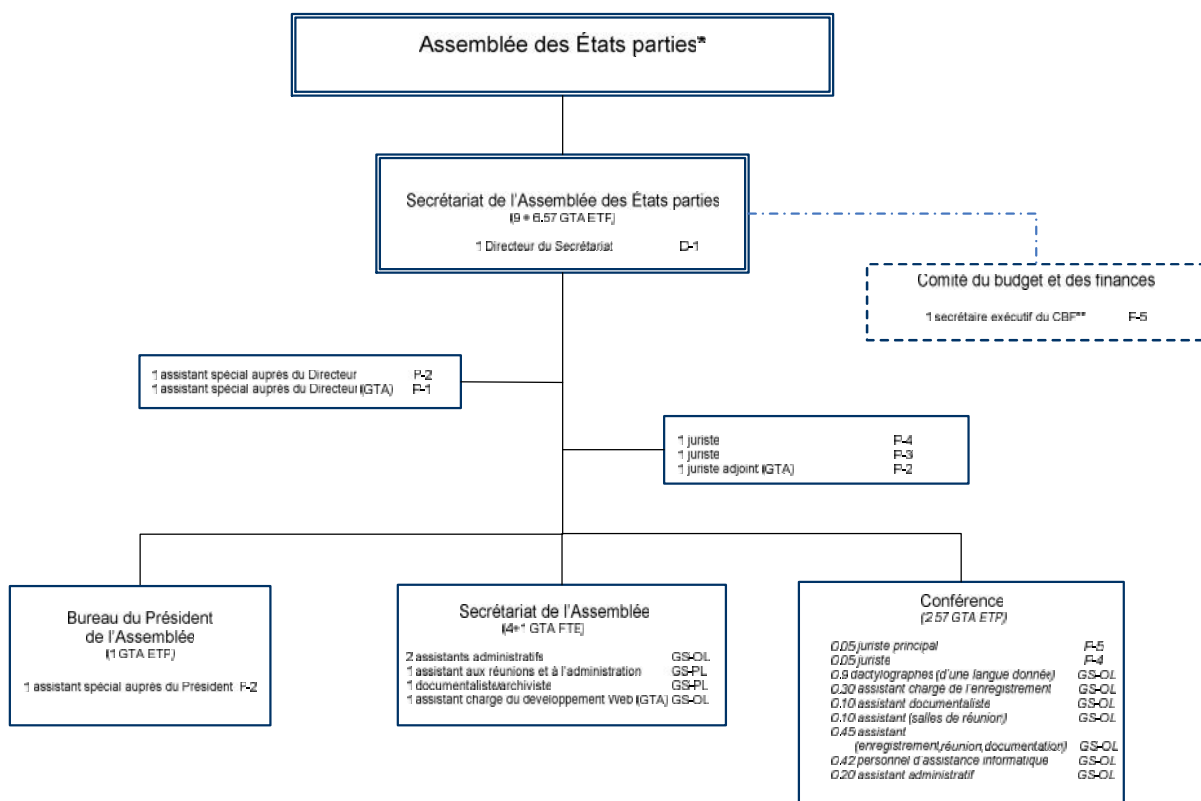 Assemblée des États parties**
Secrétariat de l'Assemblée des États parties
(9 + 6.57 GTA ETP)
1 Directeur du Secrétariat D-1
Comité du budget et des finances
1 secrétaire exécutif du CBF** P-5
1 assistant spécial auprès du Directeur P-2
1 assistant spécial auprès du Directeur (GTA) P-1
1 juriste P-4
1 juriste P-3
1 juriste adjoint (GTA) P-2
Bureau du Président
de l'Assemblée
(1 GTA ETP)
1 assistant spécial auprès du Président P-2
Secrétariat de l'Assemblée
(4+1 GTA FTE)
2 assistants administratifs GS-OL
1 assistant aux réunions et à l'administration GS-PL
1 documentaliste/archiviste GS-PL
1 assistant charge du developpement Web (GTA) GS-OL
Conférence
(2.57 GTA ETP)
0.05 juriste principal P-5
0.05 juriste P-4
0.9 dactylographes (d'une langue donnée) GS-OL
0.30 assistant charge de l'enregistrement GS-OL
0.10 assistant documentaliste GS-OL
0.10 assistant (salles de réunion) GS-OL
0.45 assistant
(enregistrement,réunion,documentation) GS-OL
0.42 personnel d'assistance informatique GS-OL
0.20 assistant administratif GS-OL